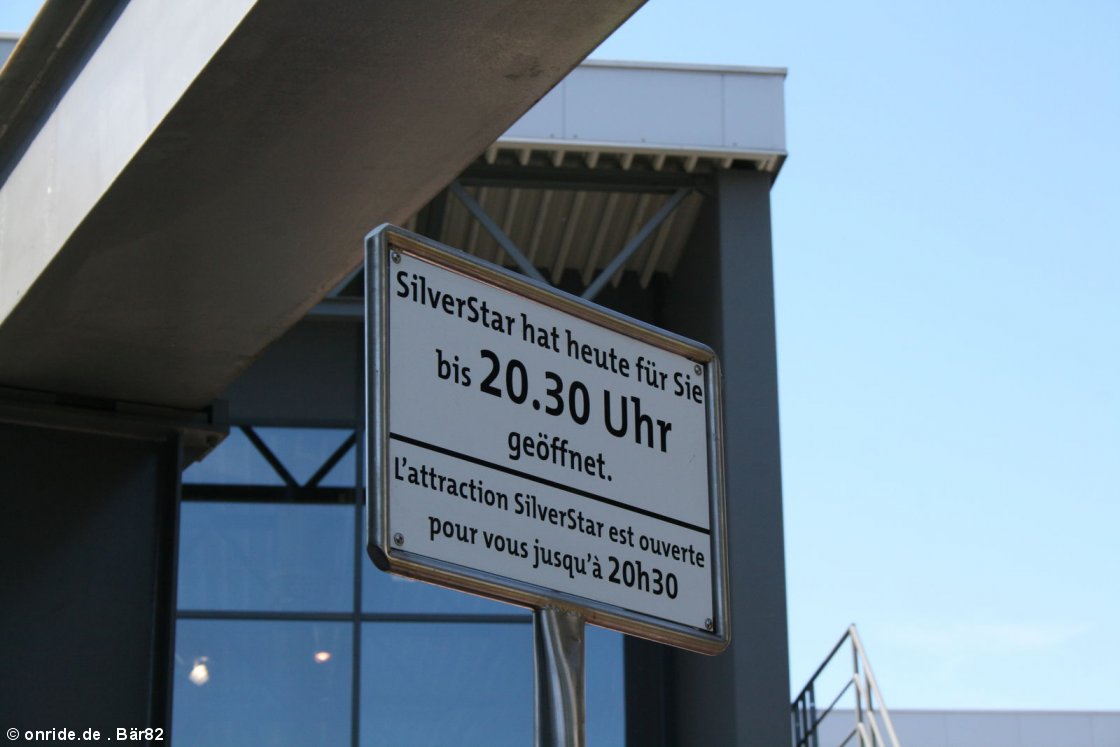 SilverStar hat heute für Sie
bis 20.30 Uhr
geöffnet.
L'attraction SilverStar est ouverte
pour vous jusqu'à 20h30
© onride.de . Bär82